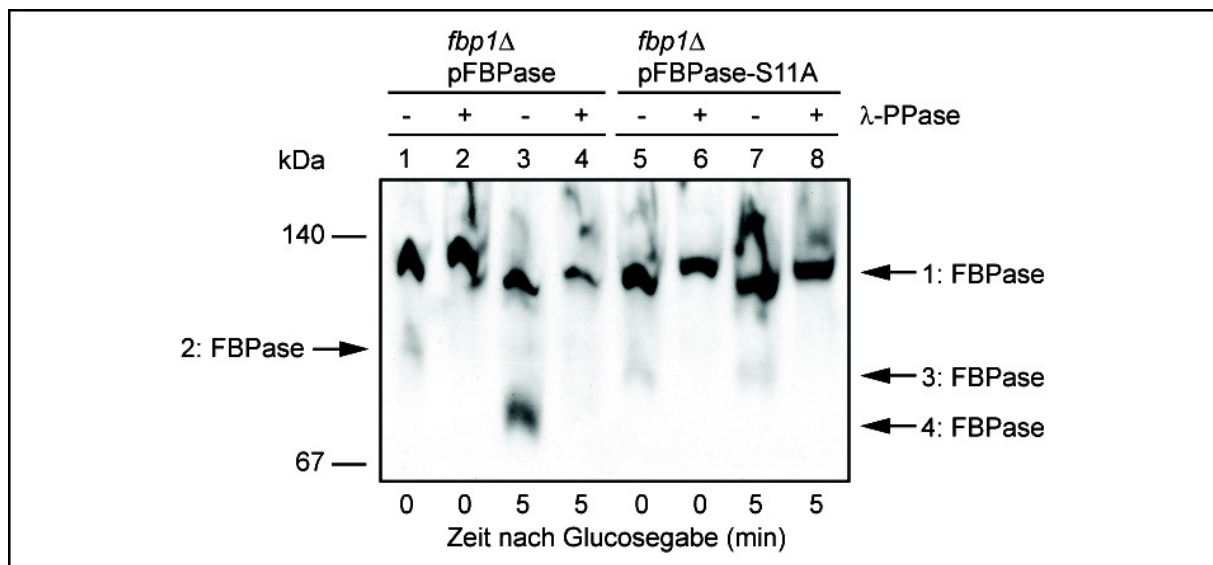 fbp1Δ fbp1Δ
pFBPase pFBPase-S11A
- + - + - + - + λ-PPase
kDa 1 2 3 4 5 6 7 8
140
1: FBPase
2: FBPase
3: FBPase
4: FBPase
67
0 0 5 5 0 0 5 5
Zeit nach Glucosegabe (min)